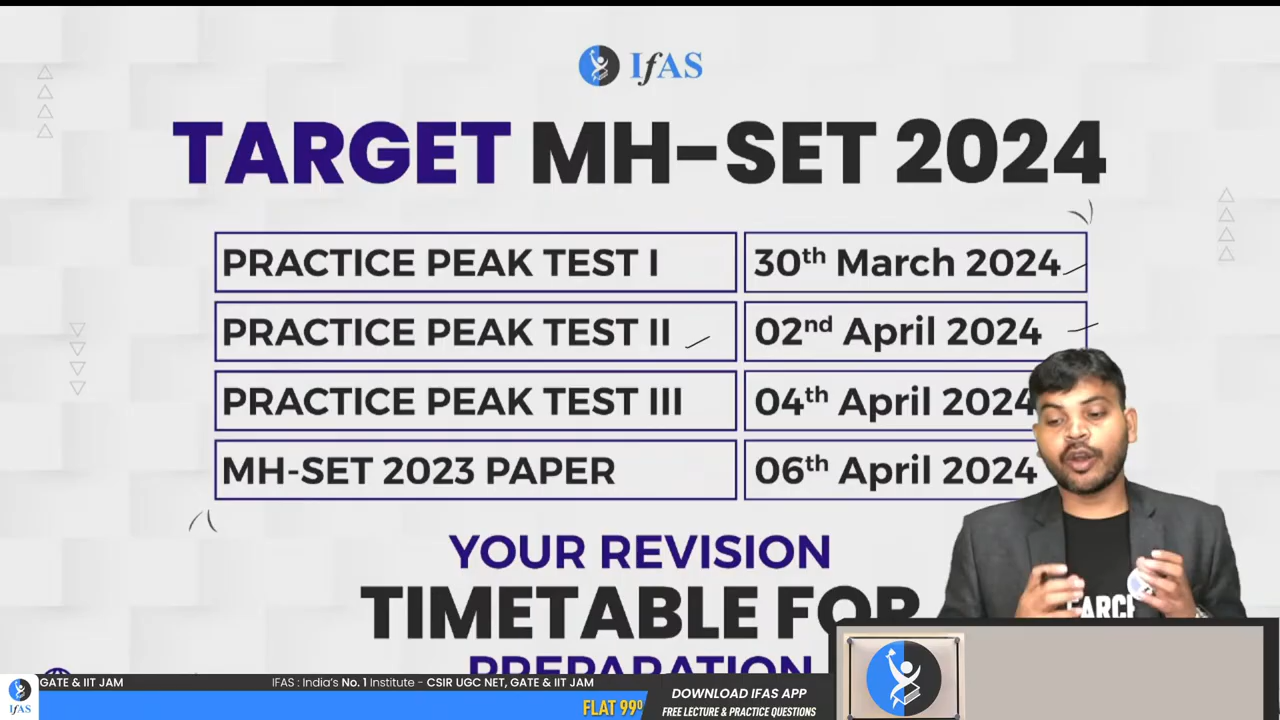 IfAS
TARGET MH-SET 2024
PRACTICE PEAK TEST I 30th March 2024
PRACTICE PEAK TEST II 02nd April 2024
PRACTICE PEAK TEST III 04th April 2024
MH-SET 2023 PAPER 06th April 2024
YOUR REVISION
TIMETABLE FOR
PREPARATION
GATE & IIT JAM IFAS : India's No. 1 Institute - CSIR UGC NET, GATE & IIT JAM
IfAS
FLAT 99
DOWNLOAD IFAS APP
FREE LECTURE & PRACTICE QUESTIONS